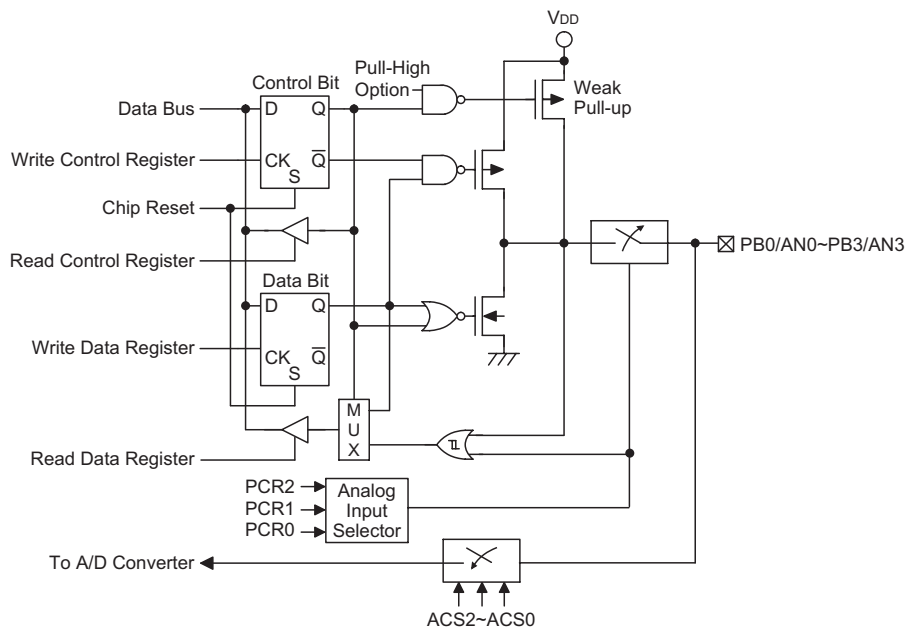 VDD
Pull-High
Option
Weak
Pull-up
Control Bit
Data Bus
D
Q
Write Control Register
CK
Q̅
S
Chip Reset
Read Control Register
Data Bit
D
Q
Write Data Register
CK
Q̅
S
M
U
X
Read Data Register
PB0/AN0~PB3/AN3
PCR2
PCR1
PCR0
Analog
Input
Selector
To A/D Converter
ACS2~ACS0